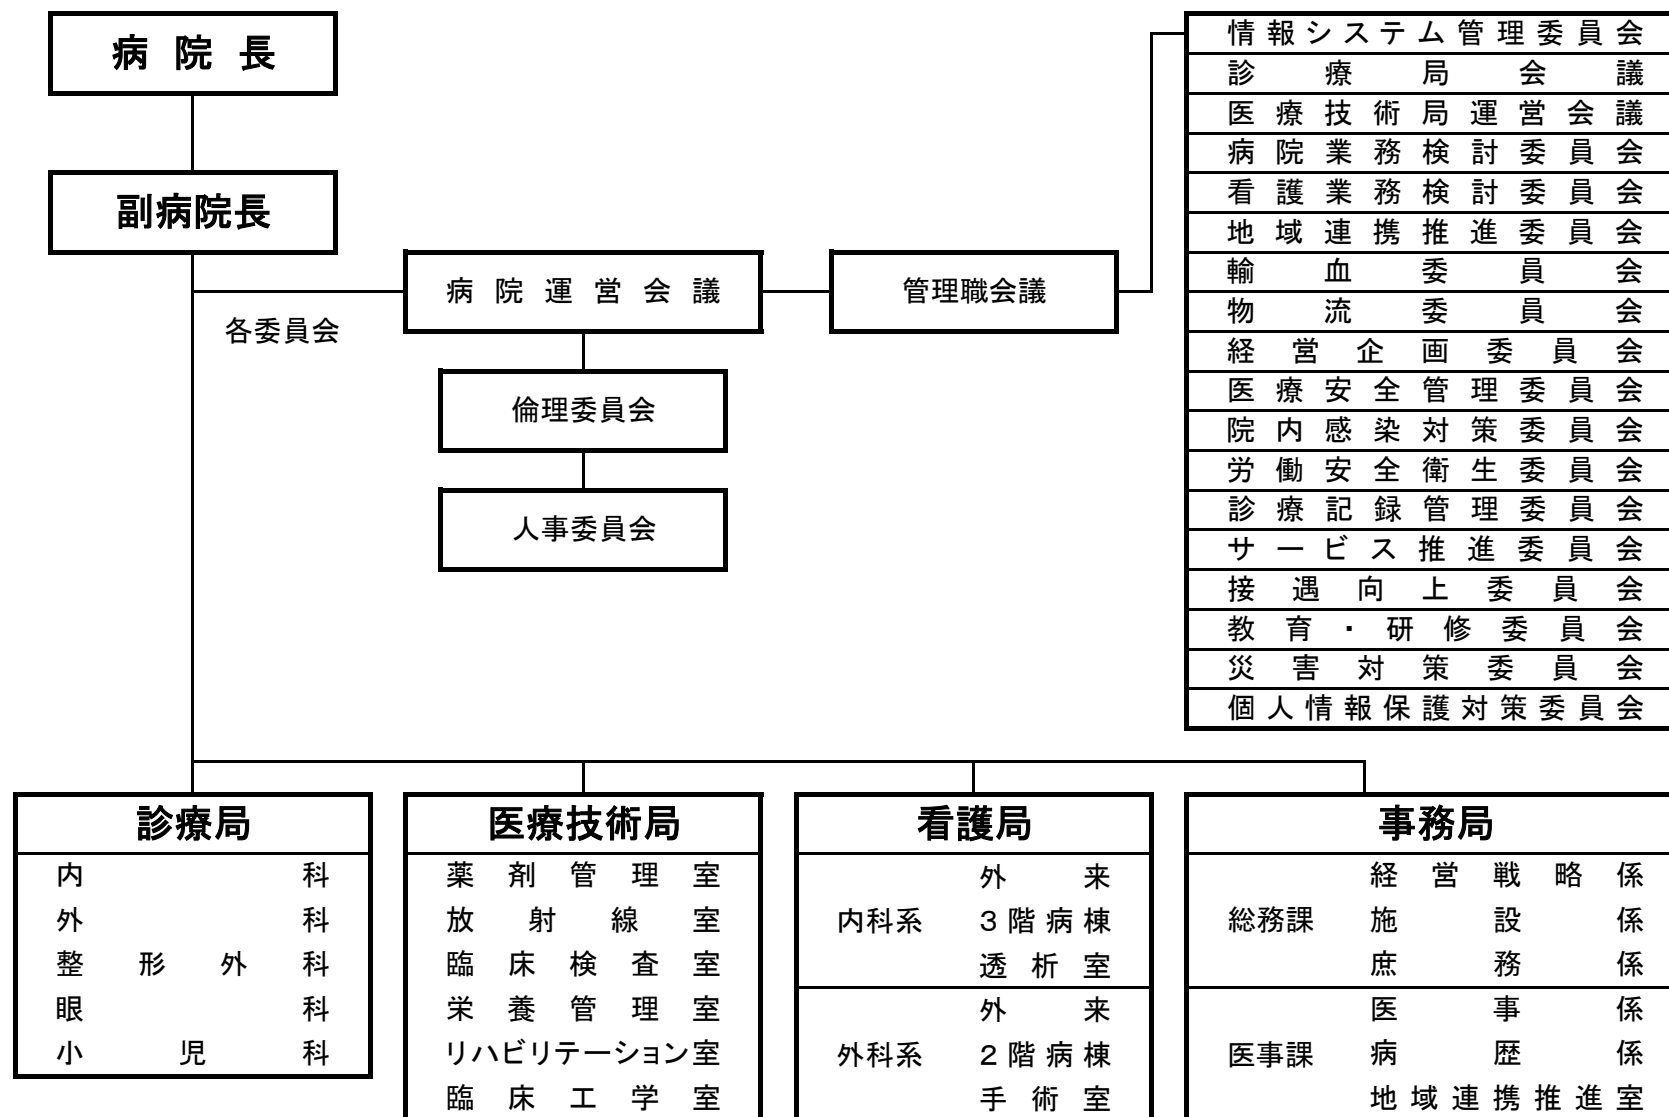 病院長
副病院長
各委員会
病院運営会議
管理職会議
倫理委員会
人事委員会
情報システム管理委員会
診療局会議
医療技術局運営会議
病院業務検討委員会
看護業務検討委員会
地域連携推進委員会
輸血委員会
物流委員会
経営企画委員会
医療安全管理委員会
院内感染対策委員会
労働安全衛生委員会
診療記録管理委員会
サービス推進委員会
接遇向上委員会
教育・研修委員会
災害対策委員会
個人情報保護対策委員会
診療局
内科
外科
整形外科
眼科
小児科
医療技術局
薬剤管理室
放射線室
臨床検査室
栄養管理室
リハビリテーション室
臨床工学室
看護局
内科系
外来
3階病棟
透析室
外科系
外来
2階病棟
手術室
事務局
総務課
経営戦略係
施設係
庶務係
医事課
医事係
病歴係
地域連携推進室